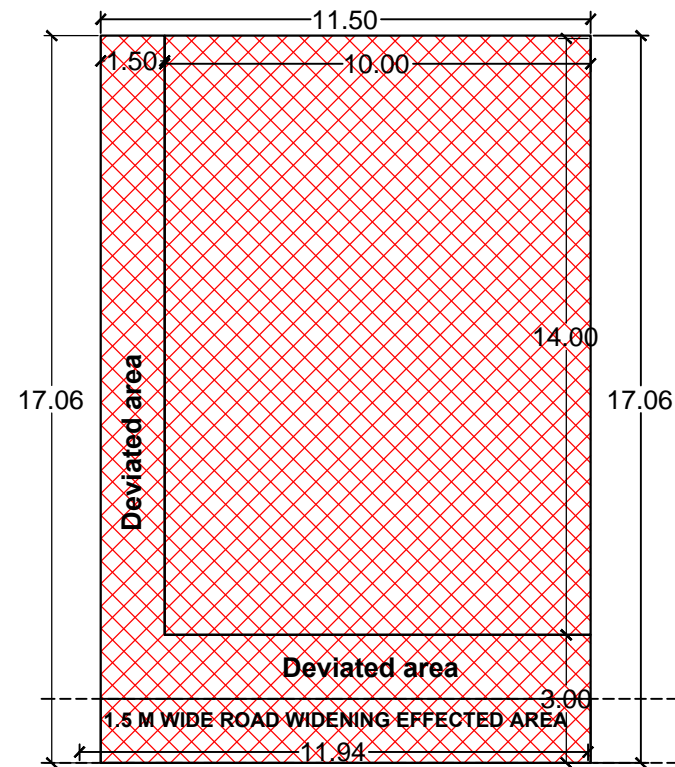 11.50
1.50
10.00
14.00
Deviated area
17.06
17.06
Deviated area
3.00
1.5 M WIDE ROAD WIDENING EFFECTED AREA
11.94